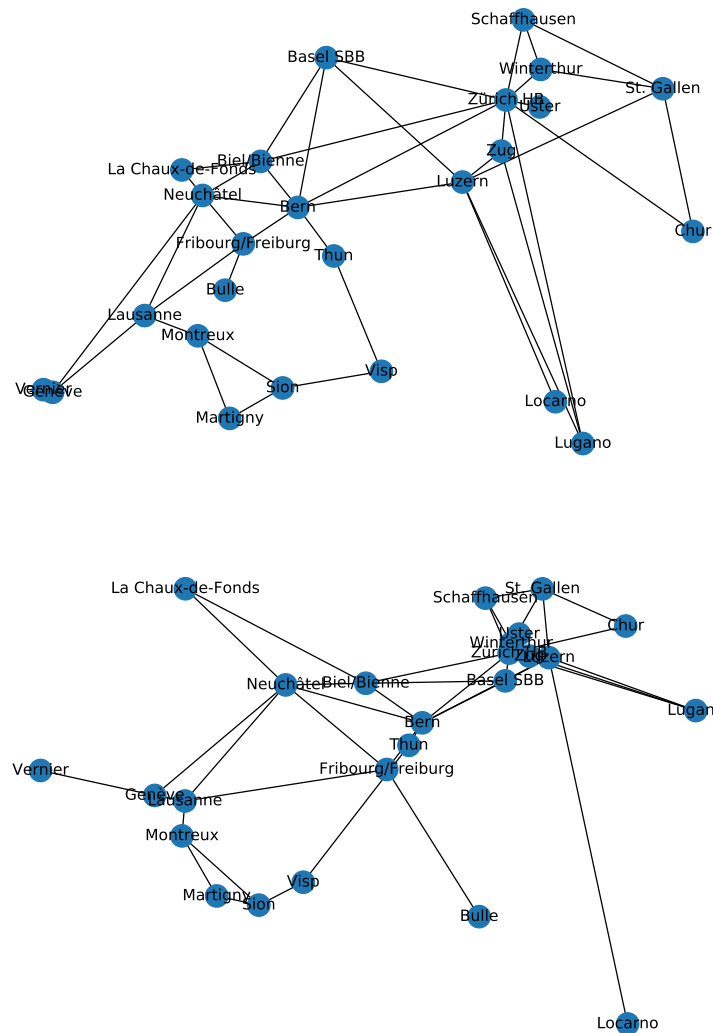 Schaffhausen
Basel SBB
Winterthur
St. Gallen
Zürich HB
Uster
Zug
Biel/Bienne
La Chaux-de-Fonds
Luzern
Neuchâtel
Bern
Chur
Fribourg/Freiburg
Thun
Bulle
Lausanne
Montreux
Visp
Sion
Vernier
Genève
Locarno
Martigny
Lugano
La Chaux-de-Fonds
St. Gallen
Schaffhausen
Chur
Uster
Winterthur
Zürich HB
Zug
Luzern
Basel SBB
Biel/Bienne
Neuchâtel
Lugan
Bern
Thun
Fribourg/Freiburg
Vernier
Genève
Lausanne
Montreux
Visp
Martigny
Sion
Bulle
Locarno